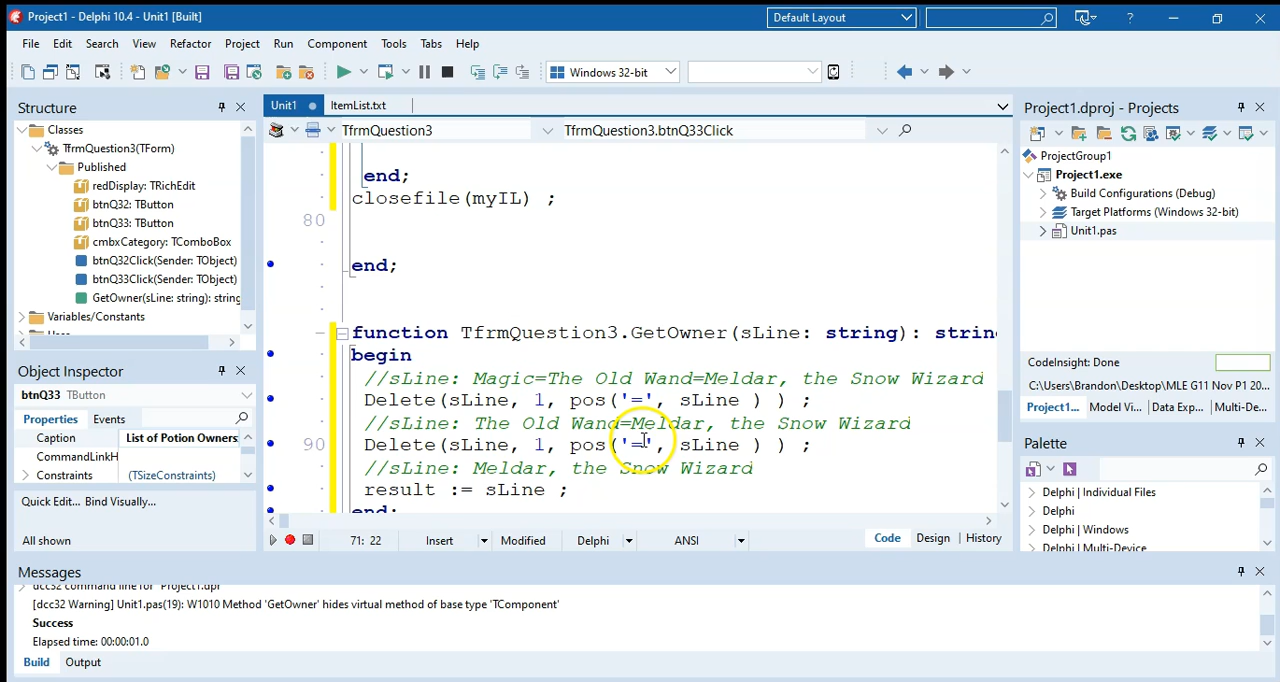 Project1 - Delphi 10.4 - Unit1 [Built]
Default Layout
File Edit Search View Refactor Project Run Component Tools Tabs Help
Windows 32-bit
Structure
Classes
TfrmQuestion3(TForm)
Published
redDisplay: TRichEdit
btnQ32: TButton
btnQ33: TButton
cmbxCategory: TComboBox
btnQ32Click(Sender: TObject)
btnQ33Click(Sender: TObject)
GetOwner(sLine: string): string
Variables/Constants
Object Inspector
btnQ33 TButton
Properties Events
Caption List of Potion Owners
CommandLinkH
Constraints (TSizeConstraints)
Quick Edit... Bind Visually...
All shown
Unit1 ItemList.txt
TfrmQuestion3 TfrmQuestion3.btnQ33Click
end;
closefile(myIL) ;
80
end;
function TfrmQuestion3.GetOwner(sLine: string): strin
begin
//sLine: Magic=The Old Wand=Meldar, the Snow Wizard
Delete(sLine, 1, pos('=', sLine ) ) ;
//sLine: The Old Wand=Meldar, the Snow Wizard
90 Delete(sLine, 1, pos('=', sLine ) ) ;
//sLine: Meldar, the Snow Wizard
result := sLine ;
end;
71: 22 Insert Modified Delphi ANSI Code Design History
Project1.dproj - Projects
ProjectGroup1
Project1.exe
Build Configurations (Debug)
Target Platforms (Windows 32-bit)
Unit1.pas
CodeInsight: Done
C:\Users\Brandon\Desktop\MLE G11 Nov P1 20...
Project1... Model Vi... Data Exp... Multi-De...
Palette
Delphi | Individual Files
Delphi
Delphi | Windows
Delphi | Multi-Device
Messages
dcc32 command line for "Project1.dpr"
[dcc32 Warning] Unit1.pas(19): W1010 Method 'GetOwner' hides virtual method of base type 'TComponent'
Success
Elapsed time: 00:00:01.0
Build Output